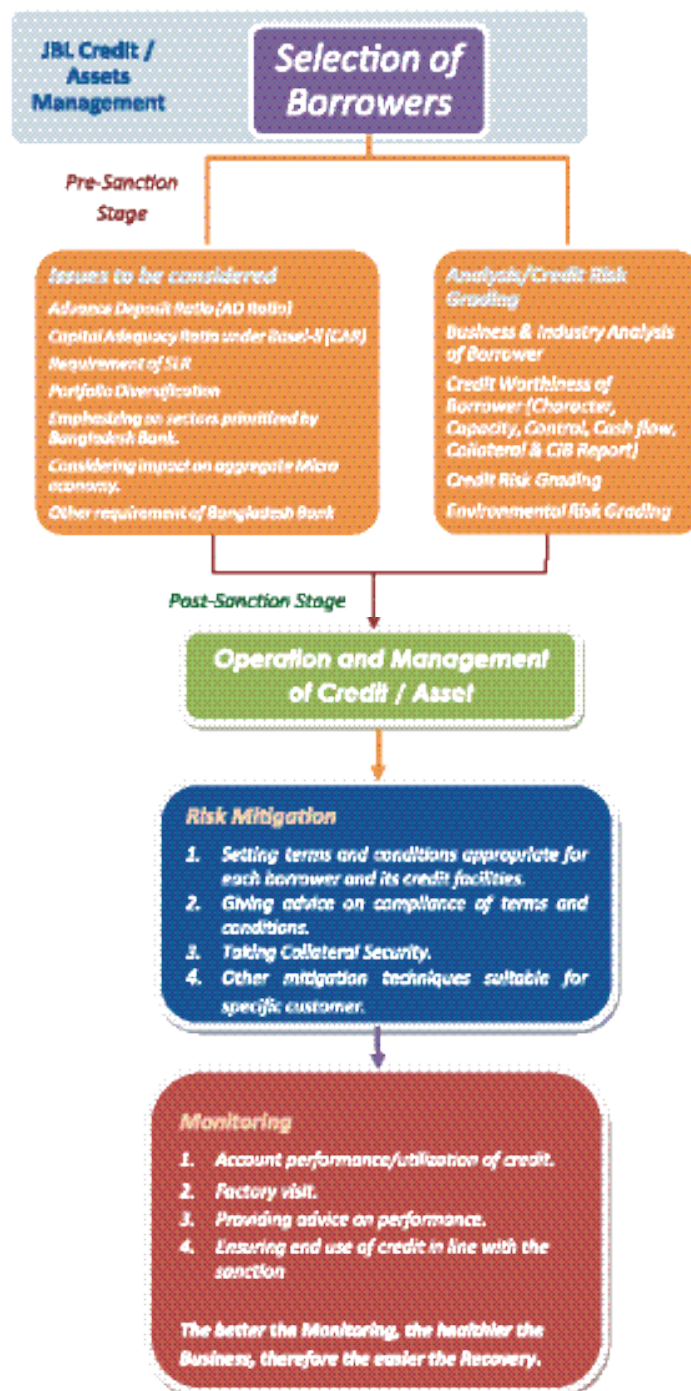 JBL Credit /
Assets
Management
Selection of
Borrowers
Pre-Sanction
Stage
Issues to be considered
Advance Deposit Ratio (AD Ratio)
Capital Adequacy Ratio under Basel-II (CAR)
Requirement of SLR
Portfolio Diversification
Emphasizing on sectors prioritized by
Bangladesh Bank.
Considering impact on aggregate Micro
economy.
Other requirement of Bangladesh Bank
Analysis/Credit Risk
Grading
Business & Industry Analysis
of Borrower
Credit Worthiness of
Borrower (Character,
Capacity, Control, Cash flow,
Collateral & CIB Report)
Credit Risk Grading
Environmental Risk Grading
Post-Sanction Stage
Operation and Management
of Credit / Asset
Risk Mitigation
1. Setting terms and conditions appropriate for
each borrower and its credit facilities.
2. Giving advice on compliance of terms and
conditions.
3. Taking Collateral Security.
4. Other mitigation techniques suitable for
specific customer.
Monitoring
1. Account performance/utilization of credit.
2. Factory visit.
3. Providing advice on performance.
4. Ensuring end use of credit in line with the
sanction
The better the Monitoring, the healthier the
Business, therefore the easier the Recovery.